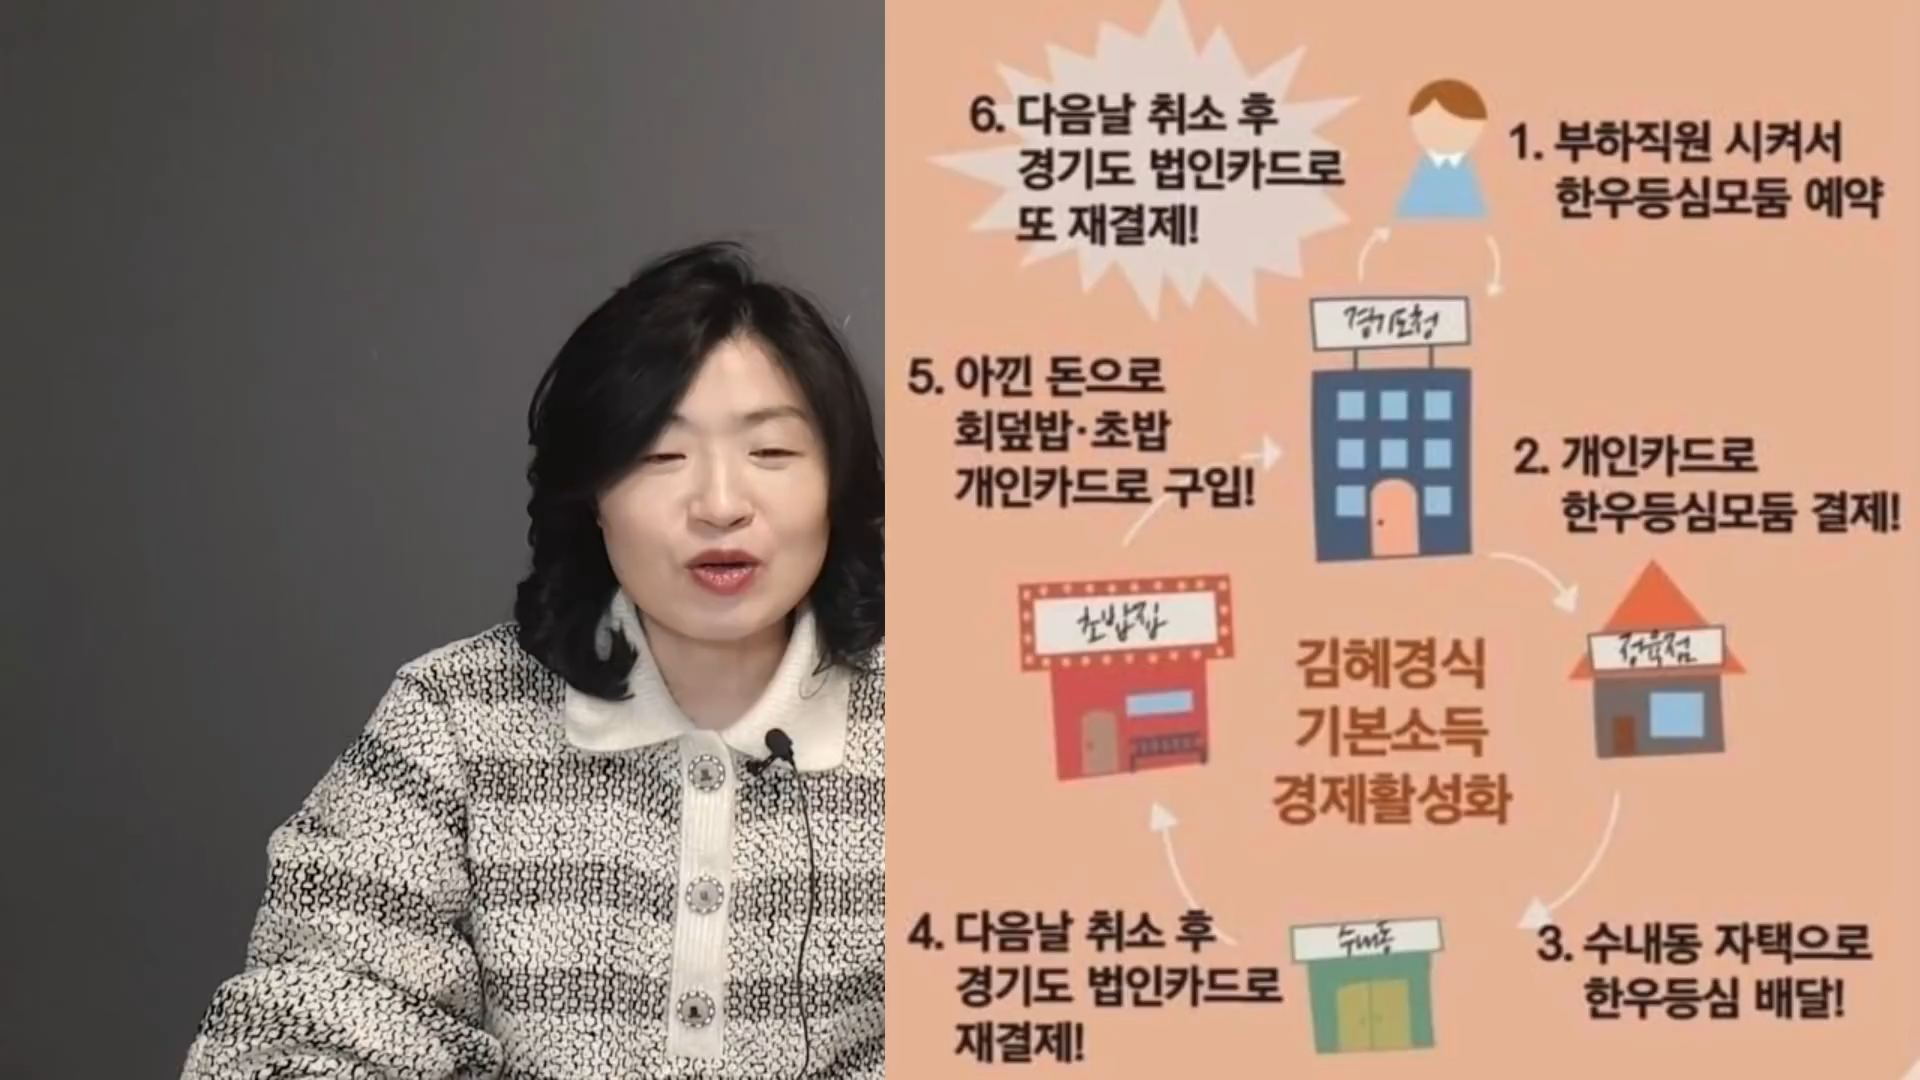 6. 다음날 취소 후
경기도 법인카드로
또 재결제!
1. 부하직원 시켜서
한우등심모둠 예약
경기도청
5. 아낀 돈으로
회덮밥·초밥
개인카드로 구입!
2. 개인카드로
한우등심모둠 결제!
초밥집
정육점
김혜경식
기본소득
경제활성화
4. 다음날 취소 후
경기도 법인카드로
재결제!
수내동
3. 수내동 자택으로
한우등심 배달!